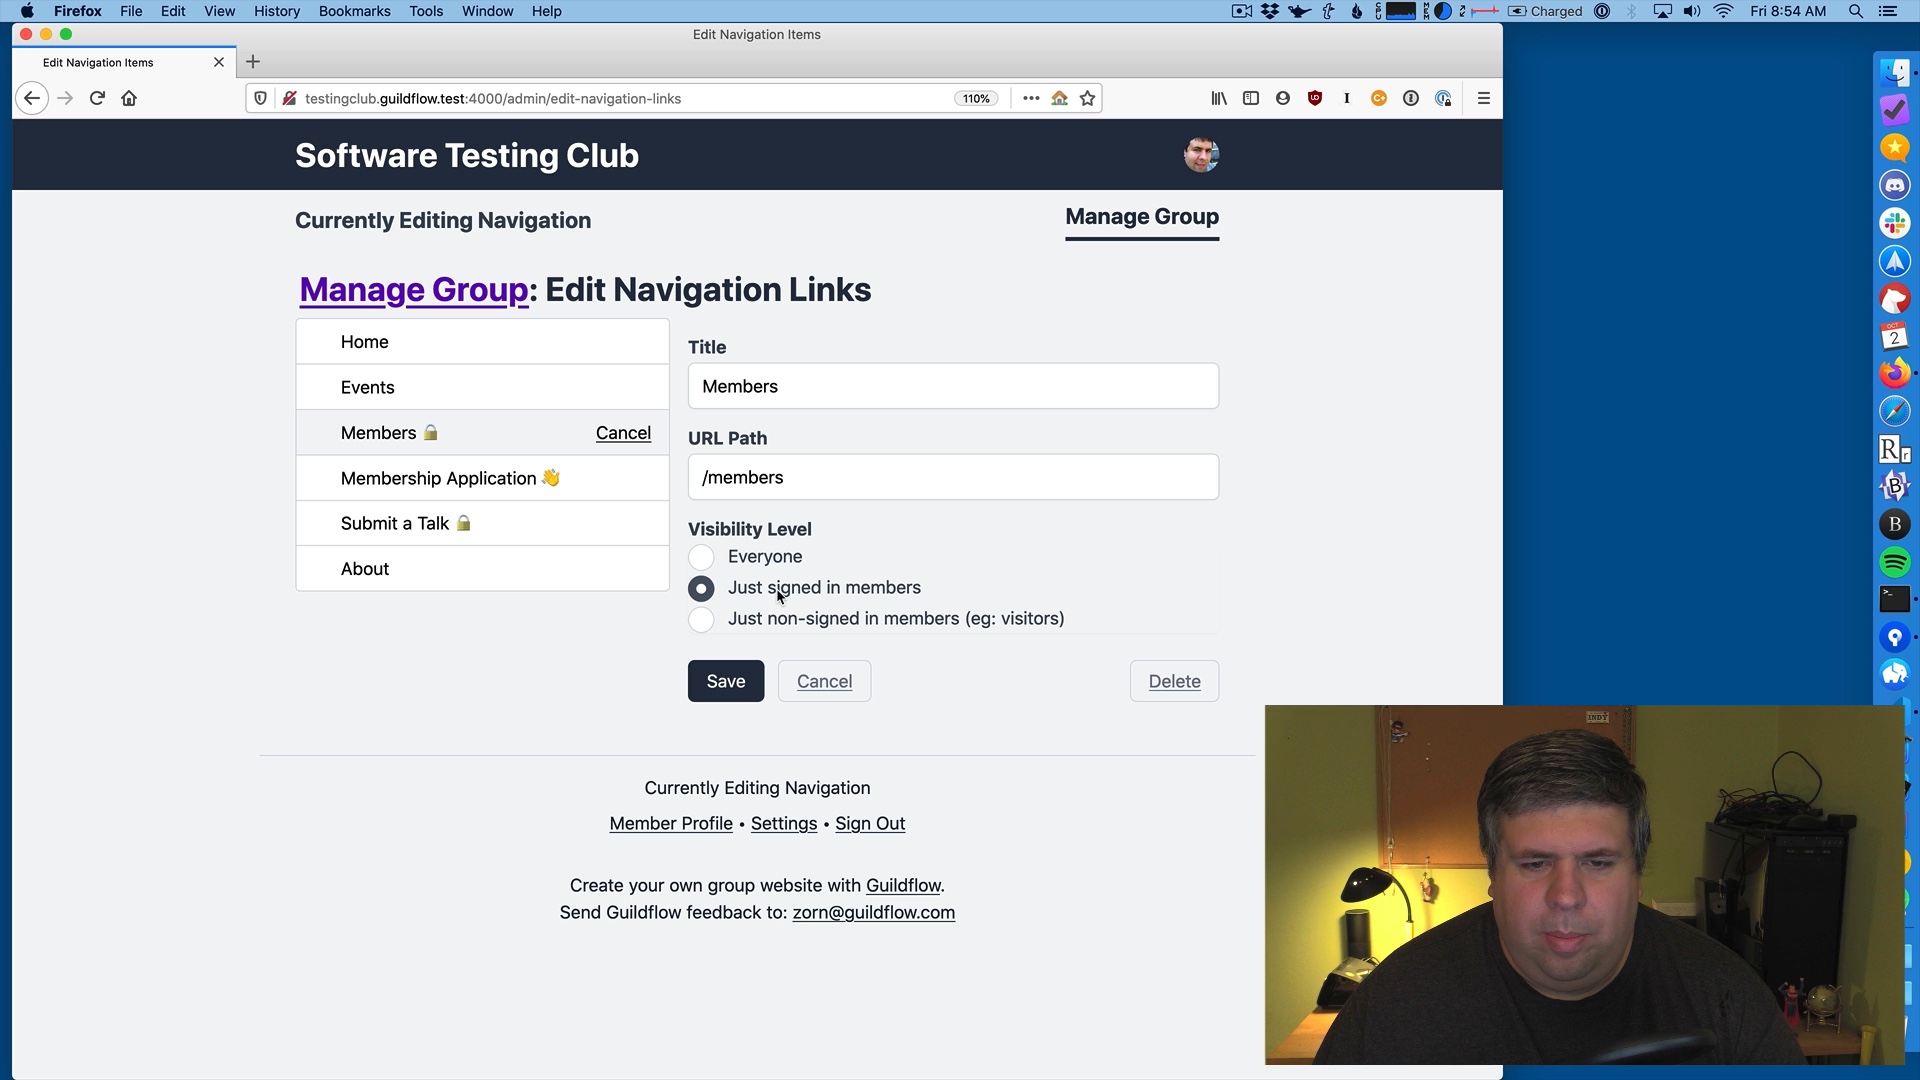 Firefox File Edit View History Bookmarks Tools Window Help
Charged Fri 8:54 AM
Edit Navigation Items
Edit Navigation Items
testingclub.guildflow.test:4000/admin/edit-navigation-links 110%
Software Testing Club
Currently Editing Navigation
Manage Group
Manage Group: Edit Navigation Links
Home
Events
Members 🔒 Cancel
Membership Application 👋
Submit a Talk 🔒
About
Title
Members
URL Path
/members
Visibility Level
Everyone
Just signed in members
Just non-signed in members (eg: visitors)
Save Cancel Delete
Currently Editing Navigation
Member Profile • Settings • Sign Out
Create your own group website with Guildflow.
Send Guildflow feedback to: zorn@guildflow.com
OCT
2
INDY